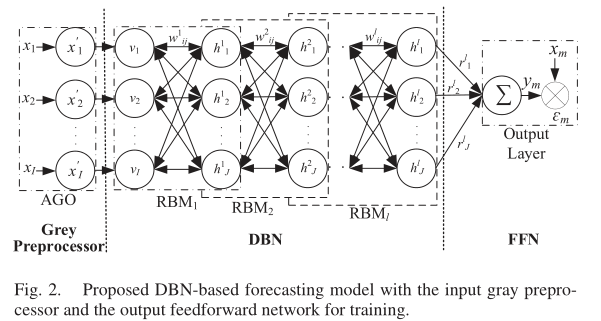 x₁ x'₁ v₁ w¹ᵢⱼ h¹₁ w²ᵢⱼ h²₁ wˡᵢⱼ hˡ₁ rˡ₁ xₘ
x₂ x'₂ v₂ h¹₂ h²₂ hˡ₂ rˡ₂ Σ yₘ εₘ
xI x'I vI h¹J h²J hˡJ rˡJ
Output
Layer
AGO RBM₁ RBM₂ RBMₗ
Grey
Preprocessor DBN FFN
Fig. 2. Proposed DBN-based forecasting model with the input gray prepro-
cessor and the output feedforward network for training.